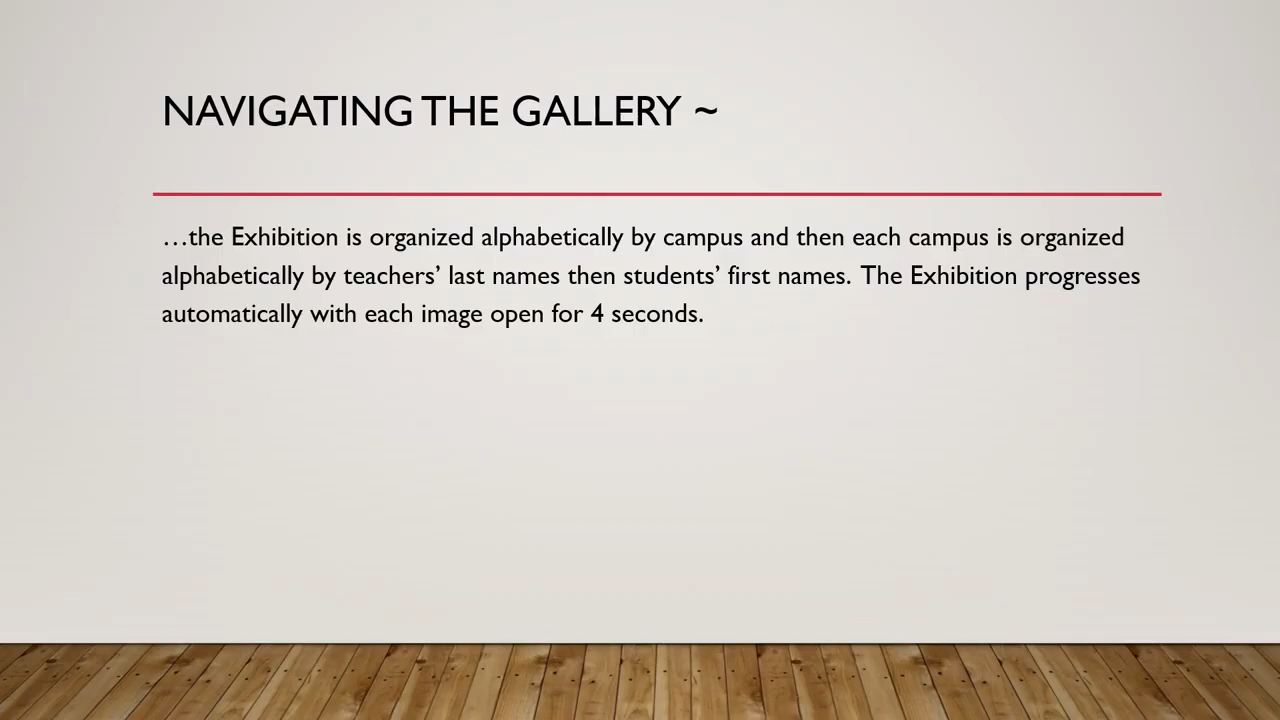 NAVIGATING THE GALLERY ~
…the Exhibition is organized alphabetically by campus and then each campus is organized
alphabetically by teachers’ last names then students’ first names. The Exhibition progresses
automatically with each image open for 4 seconds.